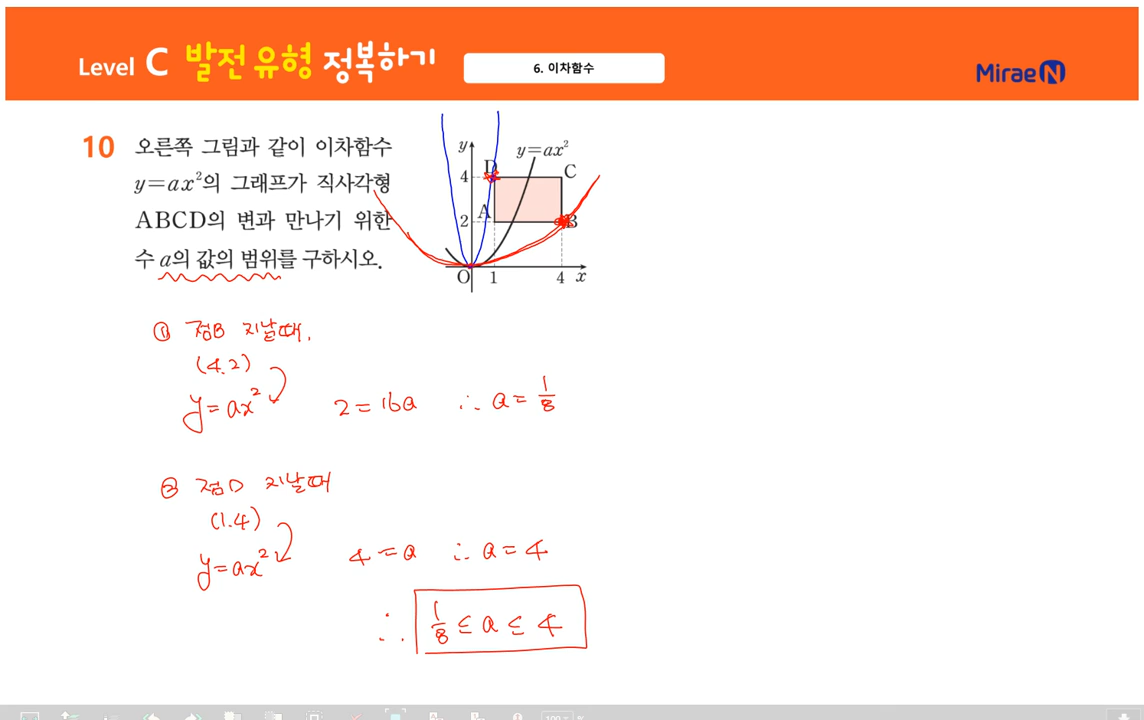 Level C 발전 유형 정복하기
6. 이차함수
Mirae N
10 오른쪽 그림과 같이 이차함수
y=ax²의 그래프가 직사각형
ABCD의 변과 만나기 위한
수 a의 값의 범위를 구하시오.
y
y=ax²
4
D
C
2
A
B
O
1
4
x
① 점B 지날때,
(4.2)
y=ax²
2=16a ∴ a=1/8
② 점D 지날때
(1.4)
y=ax²
4=a ∴ a=4
∴ 1/8 ≤ a ≤ 4